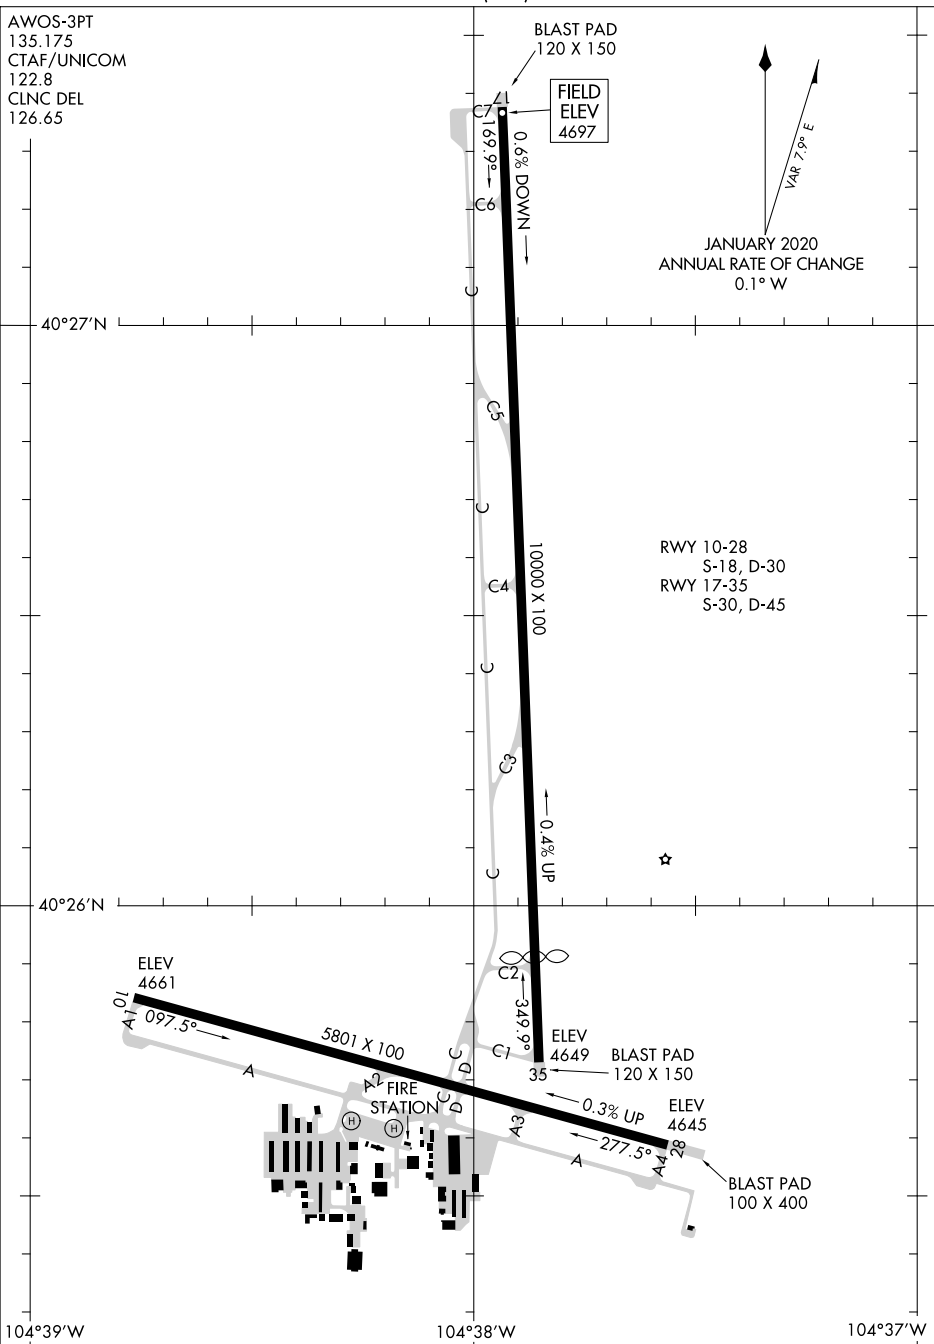 AWOS-3PT
135.175
CTAF/UNICOM
122.8
CLNC DEL
126.65
BLAST PAD
120 X 150
FIELD
ELEV
4697
17
C7
169.9°
0.6% DOWN
C6
VAR 7.9° E
JANUARY 2020
ANNUAL RATE OF CHANGE
0.1° W
C
40°27'N
C5
C
10000 X 100
RWY 10-28
S-18, D-30
RWY 17-35
S-30, D-45
C4
C
C3
0.4% UP
C
40°26'N
C2
349.9°
ELEV
4661
10
A1
097.5°
5801 X 100
A
C
D
C1
ELEV
4649
35
BLAST PAD
120 X 150
A2
FIRE
STATION
C
D
H
H
A3
0.3% UP
277.5°
A
ELEV
4645
28
A4
BLAST PAD
100 X 400
104°39'W
104°38'W
104°37'W